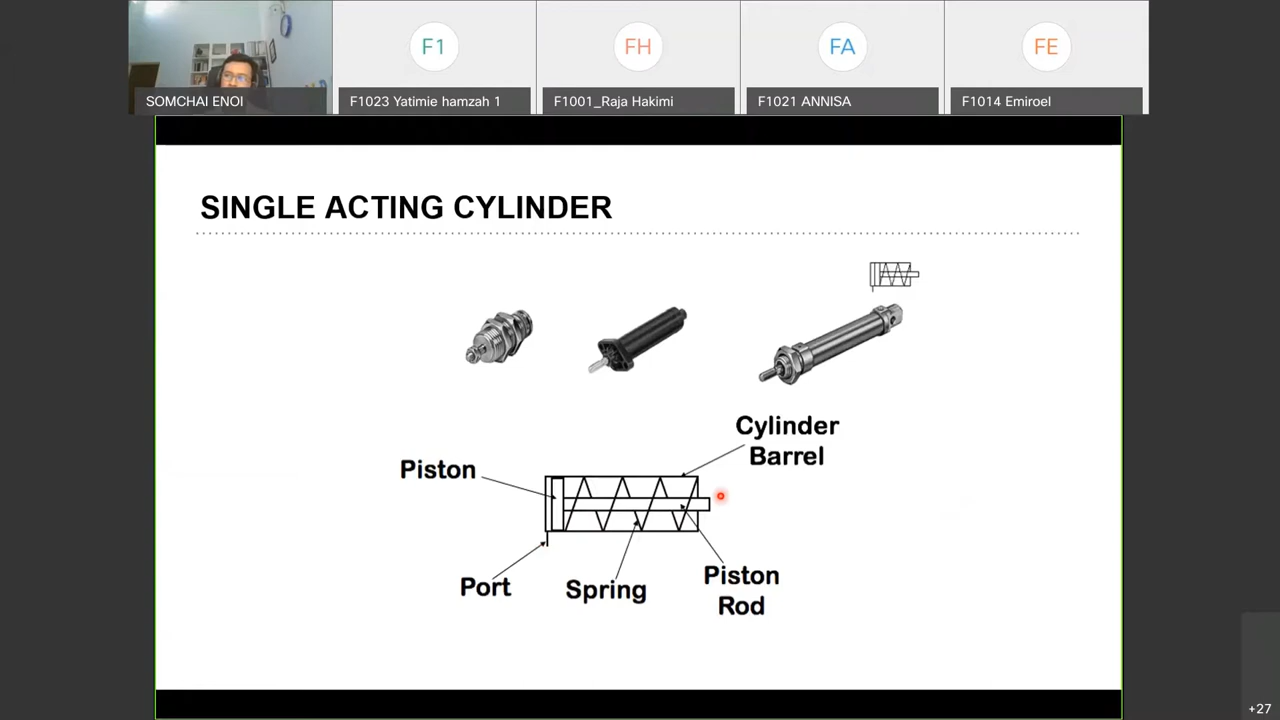 F1
FH
FA
FE
SOMCHAI ENOI
F1023 Yatimie hamzah 1
F1001_Raja Hakimi
F1021 ANNISA
F1014 Emiroel
SINGLE ACTING CYLINDER
Cylinder
Barrel
Piston
Port
Spring
Piston
Rod
+27